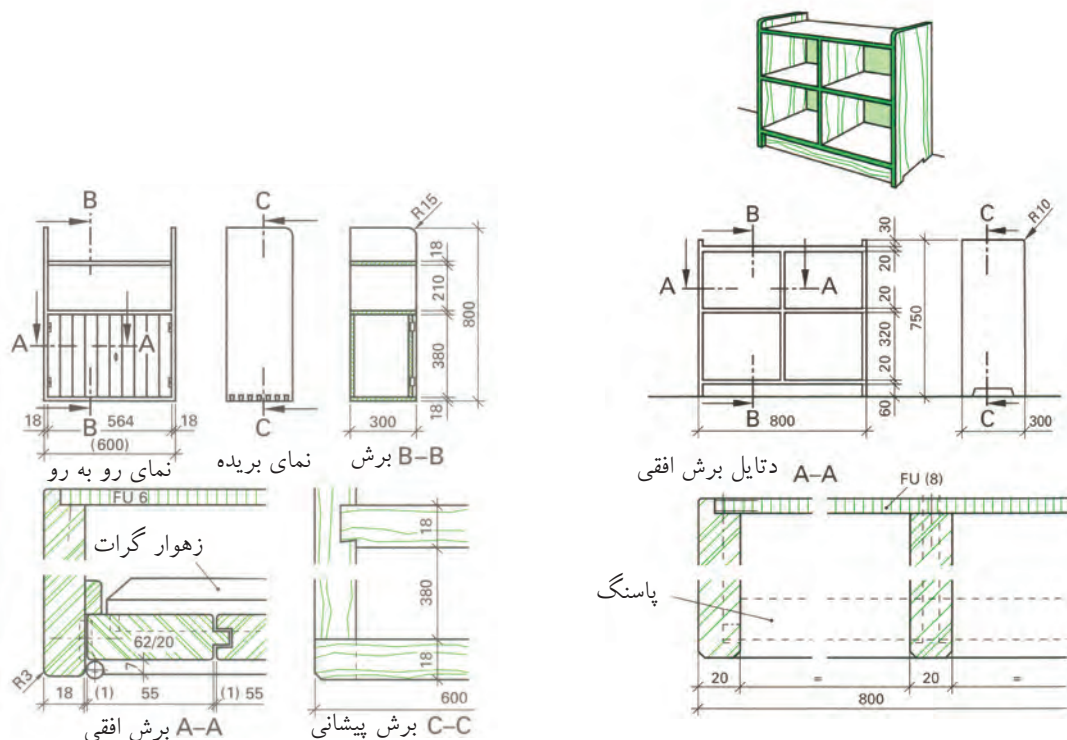 B
C
R15
18
210
380
18
800
A
A
B
C
18
564
18
(600)
300
نمای رو به رو
نمای بریده
برش B–B
FU 6
زهوار گرات
62/20
7
R3
18
(1)
55
(1)
55
برش افقی A–A
18
380
18
600
برش پیشانی C–C
B
C
R10
30
20
20
320
20
60
750
A
A
B
C
800
300
دتایل برش افقی
A–A
FU (8)
پاسنگ
20
=
20
=
800